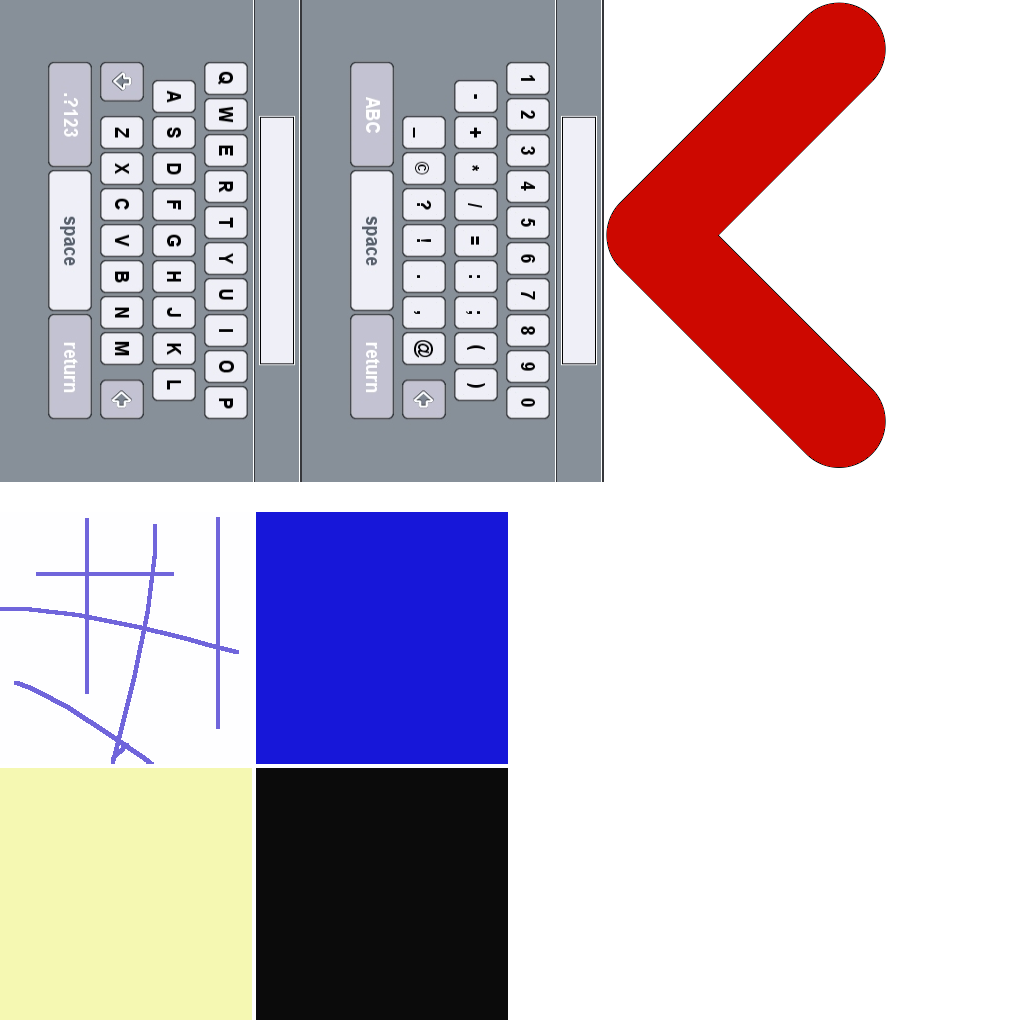 Q W E R T Y U I O P
A S D F G H J K L
Z X C V B N M
.?123 space return
1 2 3 4 5 6 7 8 9 0
- + * / = : ; ( )
_ © ? ! . , @
ABC space return